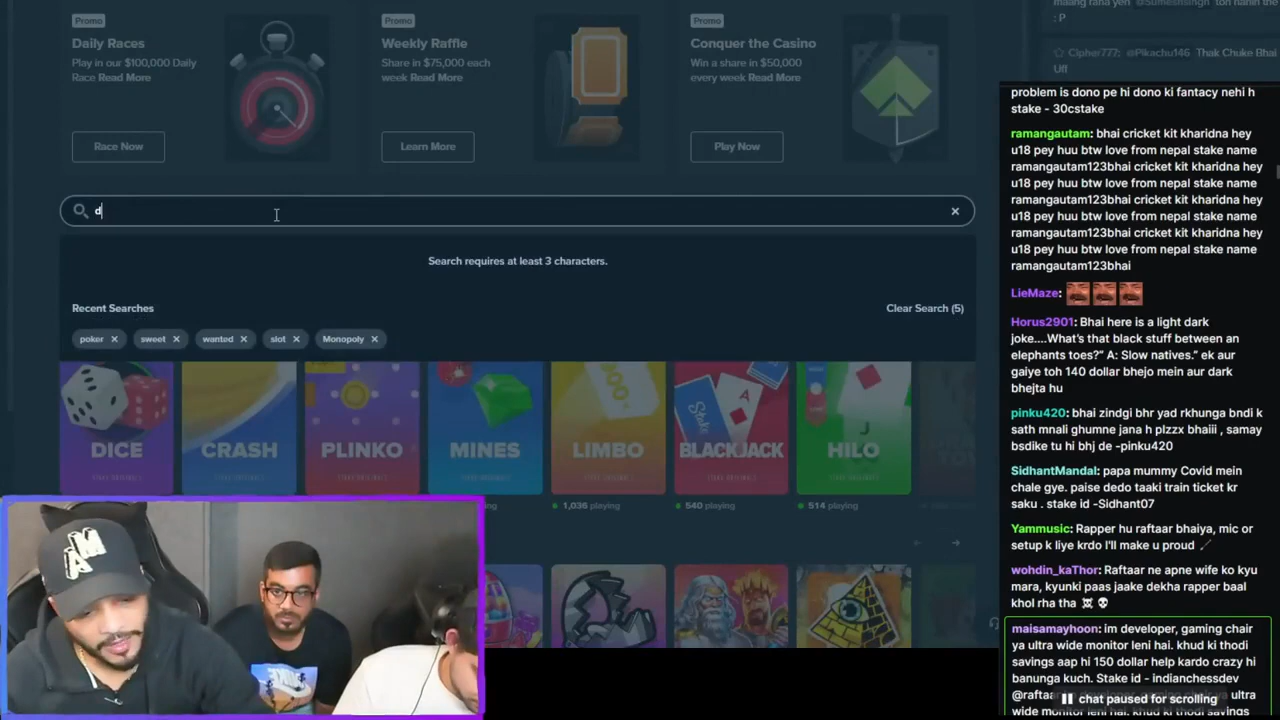 Promo
Daily Races
Play in our $100,000 Daily
Race Read More
Race Now
Promo
Weekly Raffle
Share in $75,000 each
week Read More
Learn More
Promo
Conquer the Casino
Win a share in $50,000
every week Read More
Play Now
d
Search requires at least 3 characters.
Recent Searches
Clear Search (5)
poker
sweet
wanted
slot
Monopoly
DICE
CRASH
PLINKO
MINES
LIMBO
BLACKJACK
HILO
1,036 playing
540 playing
514 playing
: P
Cipher777: @Pikachu146 Thak Chuke Bhai
Uff
problem is dono pe hi dono ki fantacy nehi h
stake - 30cstake
ramangautam: bhai cricket kit kharidna hey
u18 pey huu btw love from nepal stake name
ramangautam123bhai cricket kit kharidna hey
u18 pey huu btw love from nepal stake name
ramangautam123bhai cricket kit kharidna hey
u18 pey huu btw love from nepal stake name
ramangautam123bhai cricket kit kharidna hey
u18 pey huu btw love from nepal stake name
ramangautam123bhai
LieMaze:
Horus2901: Bhai here is a light dark
joke....What's that black stuff between an
elephants toes?” A: Slow natives.” ek aur
gaiye toh 140 dollar bhejo mein aur dark
bhejta hu
pinku420: bhai zindgi bhr yad rkhunga bndi k
sath mnali ghumne jana h plzzx bhaiii , samay
bsdike tu hi bhj de -pinku420
SidhantMandal: papa mummy Covid mein
chale gye. paise dedo taaki train ticket kr
saku . stake id -Sidhant07
Yammusic: Rapper hu raftaar bhaiya, mic or
setup k liye krdo I'll make u proud
wohdin_kaThor: Raftaar ne apne wife ko kyu
mara, kyunki paas jaake dekha rapper baal
khol rha tha
maisamayhoon: im developer, gaming chair
ya ultra wide monitor leni hai. khud ki thodi
savings aap hi 150 dollar help kardo crazy hi
banunga kuch. Stake id - indianchessdev
chat paused for scrolling